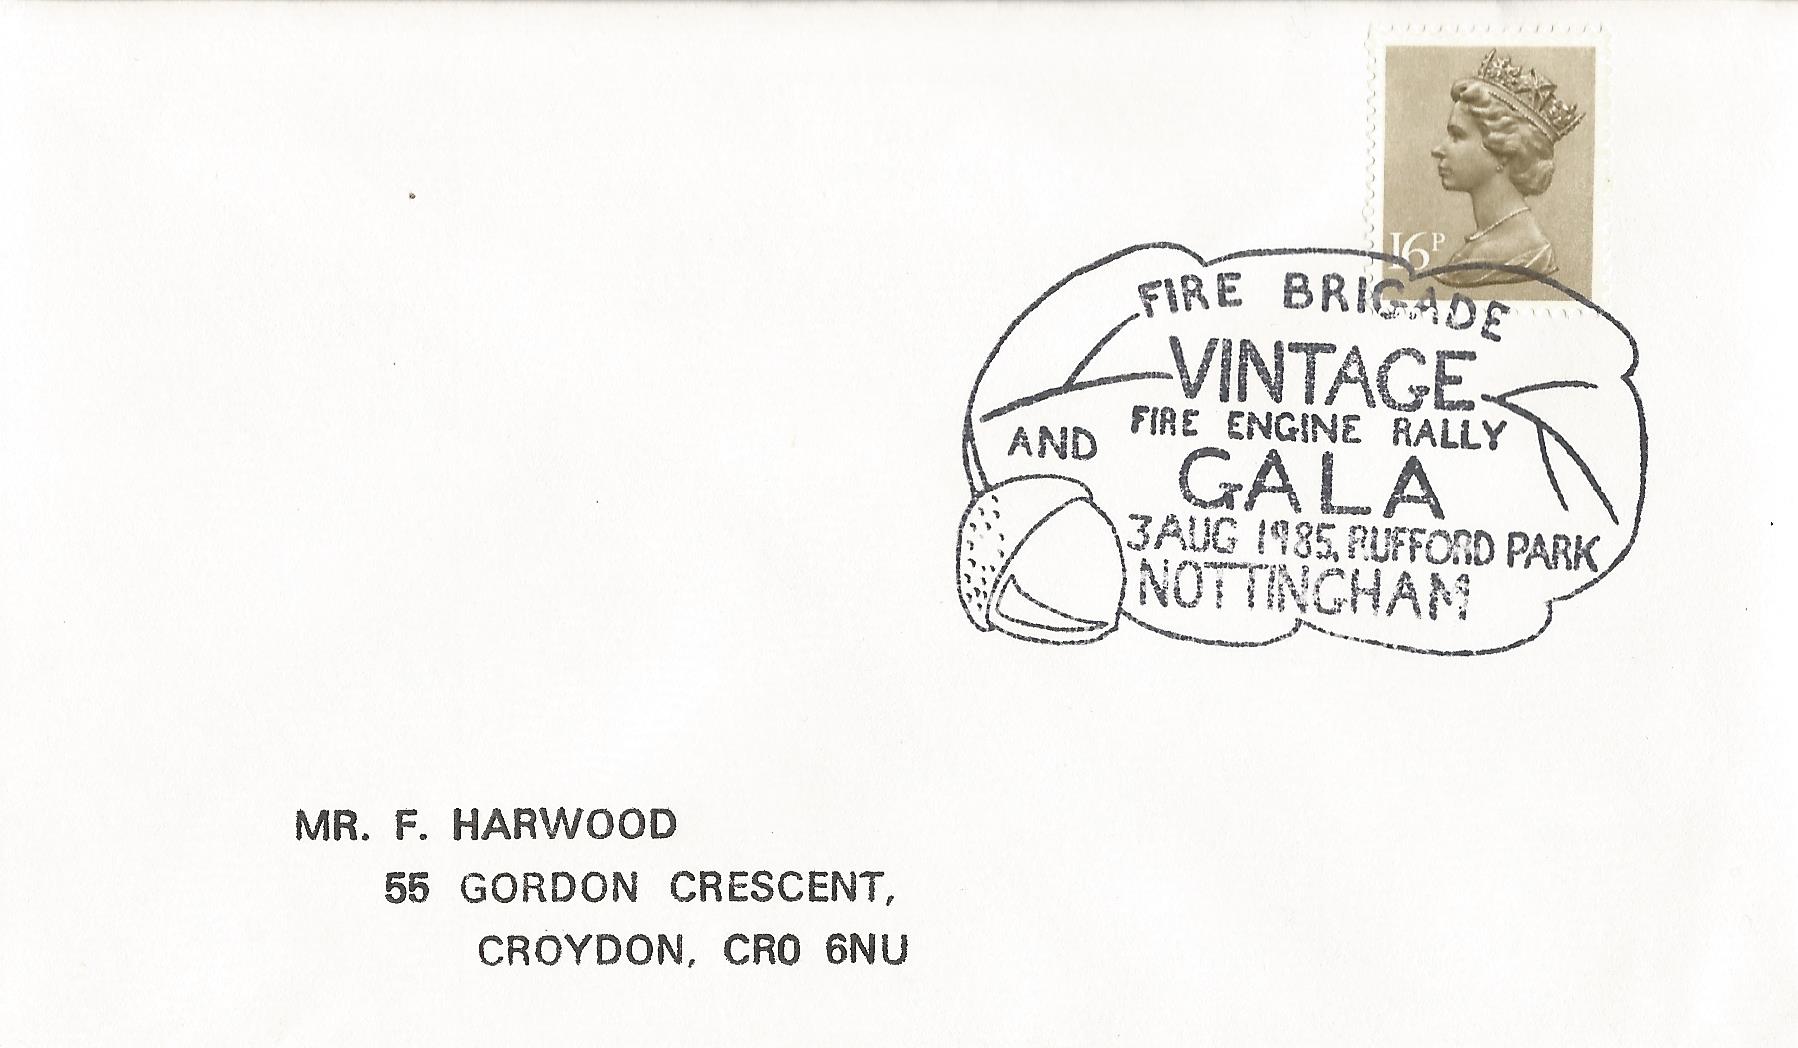 16P
FIRE BRIGADE
VINTAGE
FIRE ENGINE RALLY
AND
GALA
3 AUG 1985, RUFFORD PARK
NOTTINGHAM
MR. F. HARWOOD
55 GORDON CRESCENT,
CROYDON, CR0 6NU